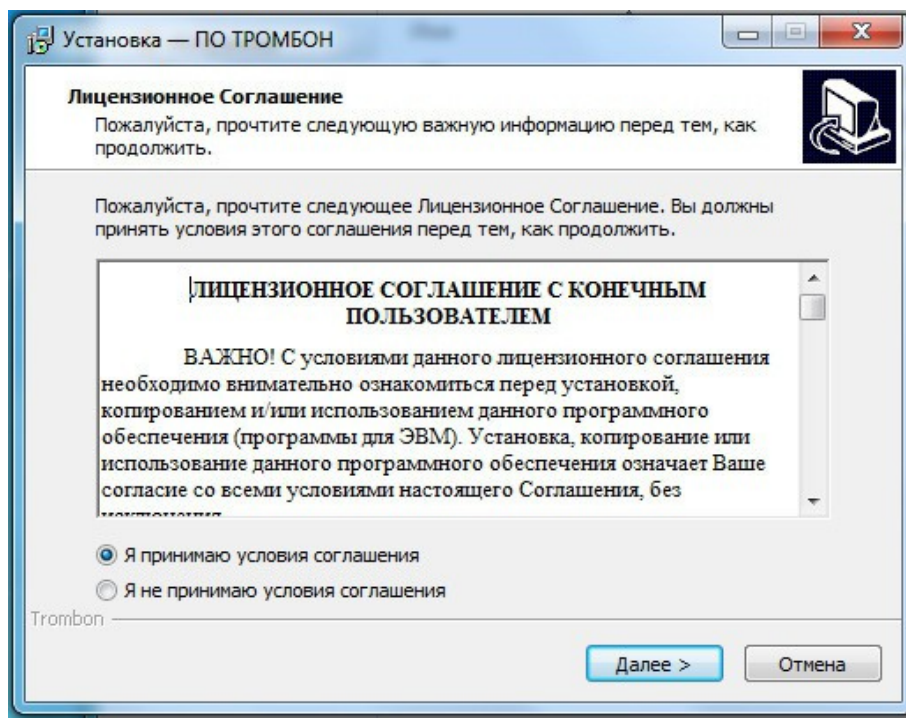 Установка — ПО ТРОМБОН
Лицензионное Соглашение
Пожалуйста, прочтите следующую важную информацию перед тем, как
продолжить.
Пожалуйста, прочтите следующее Лицензионное Соглашение. Вы должны
принять условия этого соглашения перед тем, как продолжить.
ЛИЦЕНЗИОННОЕ СОГЛАШЕНИЕ С КОНЕЧНЫМ
ПОЛЬЗОВАТЕЛЕМ
ВАЖНО! С условиями данного лицензионного соглашения
необходимо внимательно ознакомиться перед установкой,
копированием и/или использованием данного программного
обеспечения (программы для ЭВМ). Установка, копирование или
использование данного программного обеспечения означает Ваше
согласие со всеми условиями настоящего Соглашения, без
Я принимаю условия соглашения
Я не принимаю условия соглашения
Trombon
Далее >
Отмена